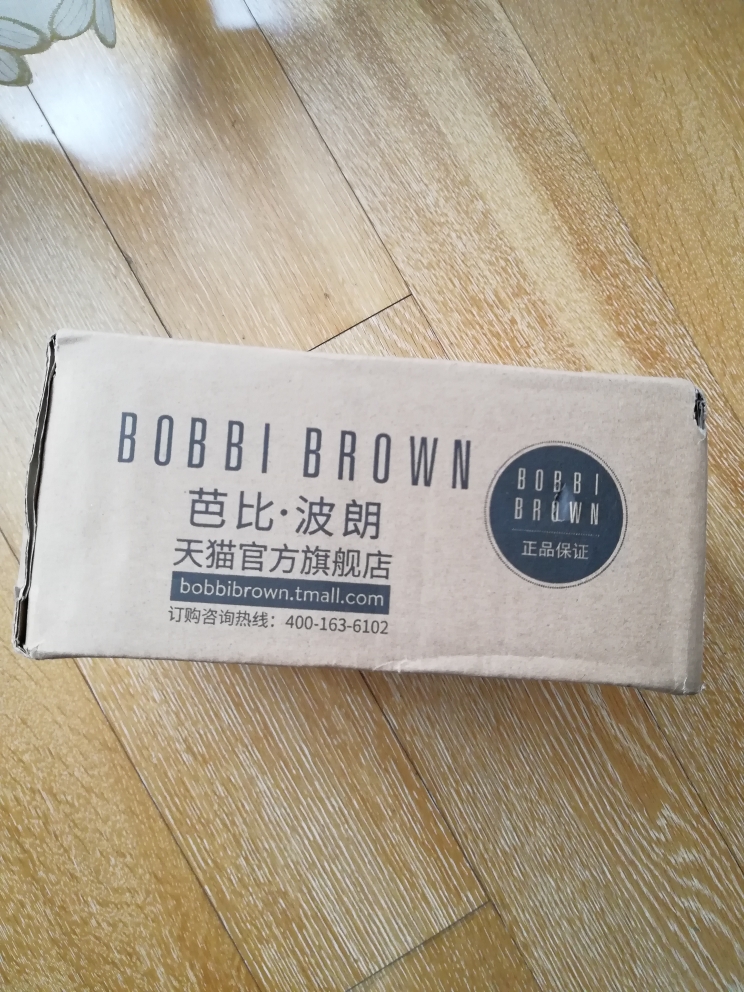 BOBBI BROWN
芭比·波朗
天猫官方旗舰店
bobbibrown.tmall.com
订购咨询热线：400-163-6102
BOBBI
BROWN
正品保证